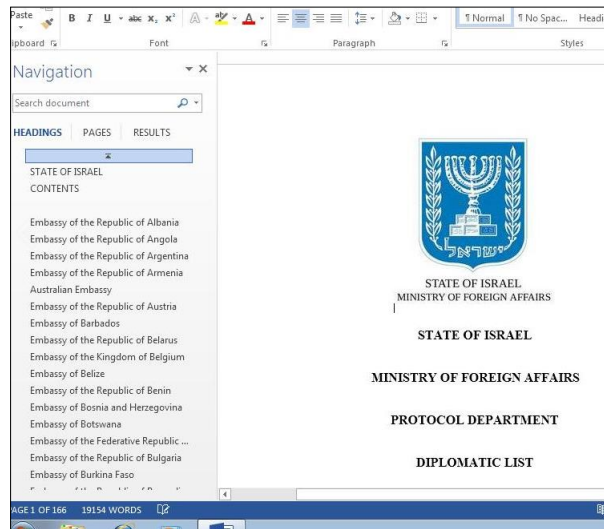 Paste
B I U abc X₂ X² A A
¶ Normal ¶ No Spac... Headi
ipboard Font Paragraph Styles
Navigation
Search document
HEADINGS PAGES RESULTS
STATE OF ISRAEL
CONTENTS
Embassy of the Republic of Albania
Embassy of the Republic of Angola
Embassy of the Republic of Argentina
Embassy of the Republic of Armenia
Australian Embassy
Embassy of the Republic of Austria
Embassy of Barbados
Embassy of the Republic of Belarus
Embassy of the Kingdom of Belgium
Embassy of Belize
Embassy of the Republic of Benin
Embassy of Bosnia and Herzegovina
Embassy of Botswana
Embassy of the Federative Republic ...
Embassy of the Republic of Bulgaria
Embassy of Burkina Faso
ישראל
STATE OF ISRAEL
MINISTRY OF FOREIGN AFFAIRS
STATE OF ISRAEL
MINISTRY OF FOREIGN AFFAIRS
PROTOCOL DEPARTMENT
DIPLOMATIC LIST
AGE 1 OF 166 19154 WORDS